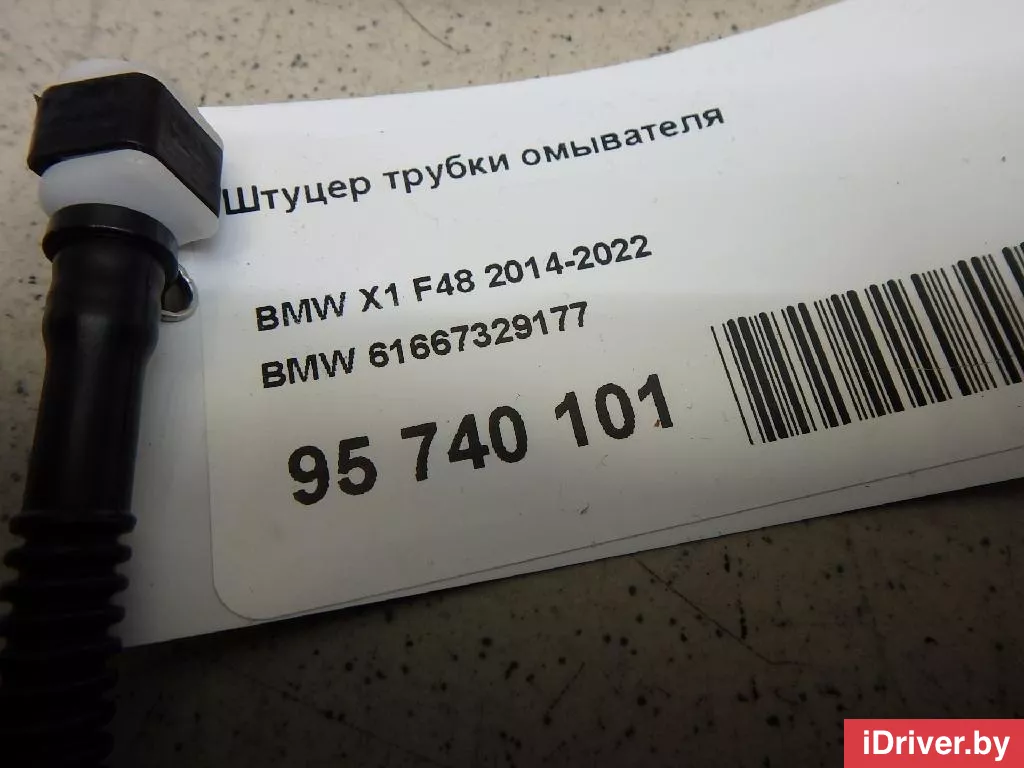 Штуцер трубки омывателя
BMW X1 F48 2014-2022
BMW 61667329177
95 740 101
iDriver.by